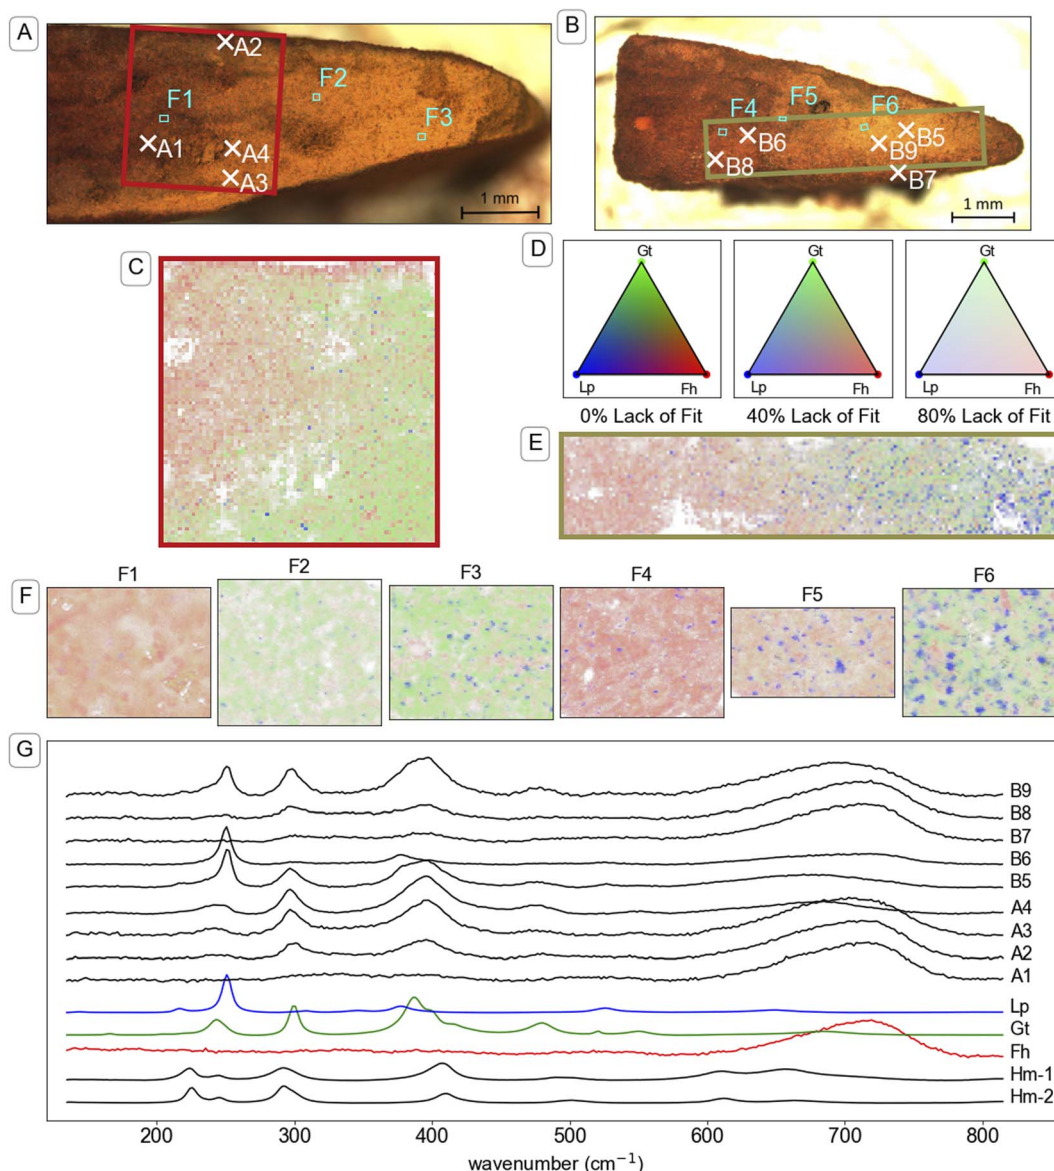 A
A2
F1
F2
F3
A1
A4
A3
1 mm
B
F4
F5
F6
B6
B5
B8
B9
B7
1 mm
C
D
Gt
Gt
Gt
Lp
Fh
Lp
Fh
Lp
Fh
0% Lack of Fit
40% Lack of Fit
80% Lack of Fit
E
F
F1
F2
F3
F4
F5
F6
G
B9
B8
B7
B6
B5
A4
A3
A2
A1
Lp
Gt
Fh
Hm-1
Hm-2
200
300
400
500
600
700
800
wavenumber (cm⁻¹)